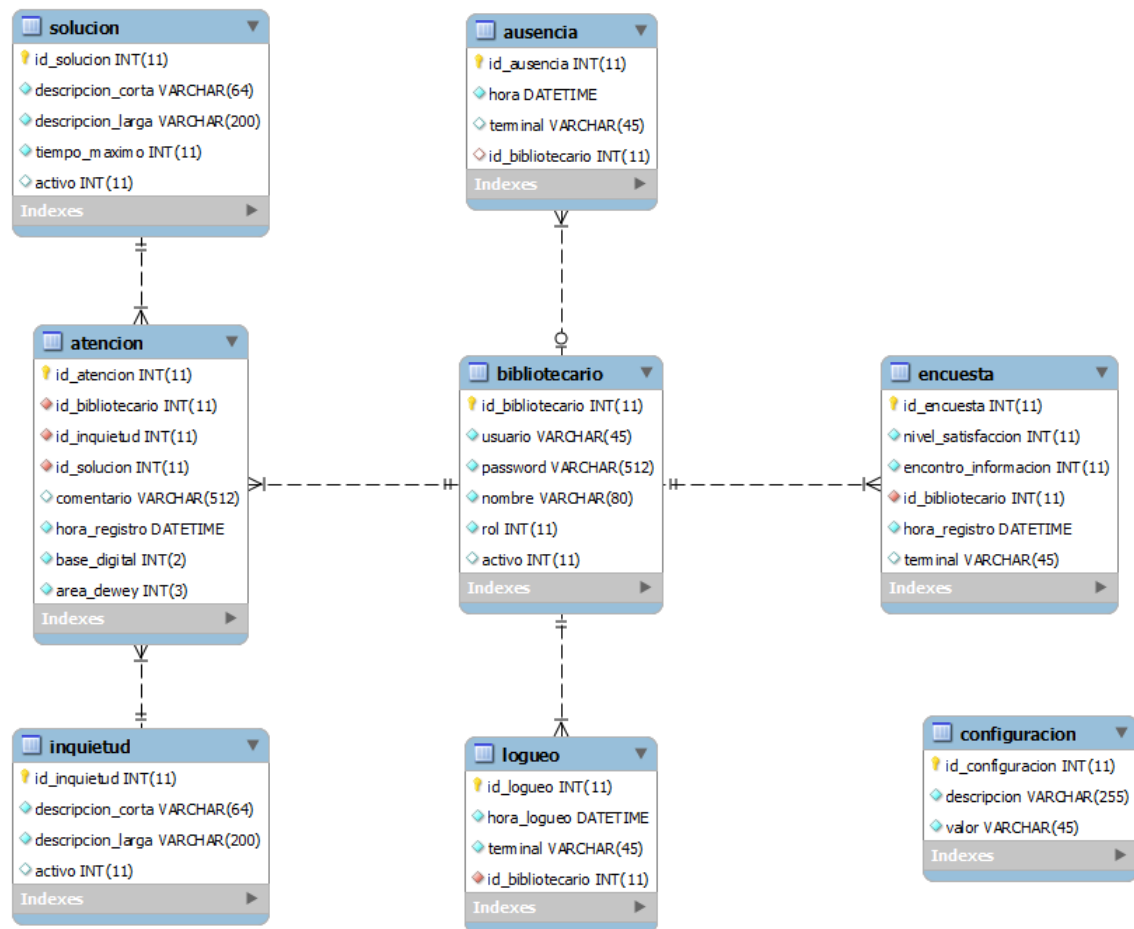 solucion
id_solucion INT(11)
descripcion_corta VARCHAR(64)
descripcion_larga VARCHAR(200)
tiempo_maximo INT(11)
activo INT(11)
Indexes
ausencia
id_ausencia INT(11)
hora DATETIME
terminal VARCHAR(45)
id_bibliotecario INT(11)
Indexes
atencion
id_atencion INT(11)
id_bibliotecario INT(11)
id_inquietud INT(11)
id_solucion INT(11)
comentario VARCHAR(512)
hora_registro DATETIME
base_digital INT(2)
area_dewey INT(3)
Indexes
bibliotecario
id_bibliotecario INT(11)
usuario VARCHAR(45)
password VARCHAR(512)
nombre VARCHAR(80)
rol INT(11)
activo INT(11)
Indexes
encuesta
id_encuesta INT(11)
nivel_satisfaccion INT(11)
encontro_informacion INT(11)
id_bibliotecario INT(11)
hora_registro DATETIME
terminal VARCHAR(45)
Indexes
inquietud
id_inquietud INT(11)
descripcion_corta VARCHAR(64)
descripcion_larga VARCHAR(200)
activo INT(11)
Indexes
logueo
id_logueo INT(11)
hora_logueo DATETIME
terminal VARCHAR(45)
id_bibliotecario INT(11)
Indexes
configuracion
id_configuracion INT(11)
descripcion VARCHAR(255)
valor VARCHAR(45)
Indexes